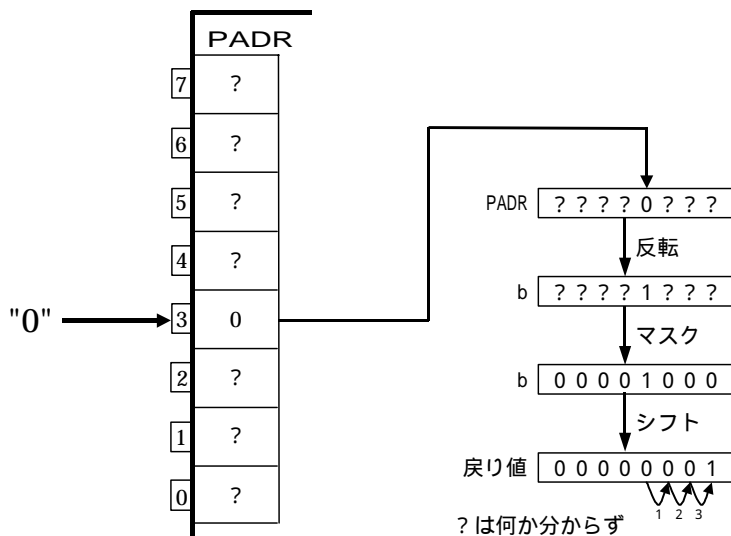 PADR
7 ?
6 ?
5 ?
4 ?
"0" 3 0
2 ?
1 ?
0 ?
PADR ? ? ? ? 0 ? ? ?
反転
b ? ? ? ? 1 ? ? ?
マスク
b 0 0 0 0 1 0 0 0
シフト
戻り値 0 0 0 0 0 0 0 1
1 2 3
?は何か分からず